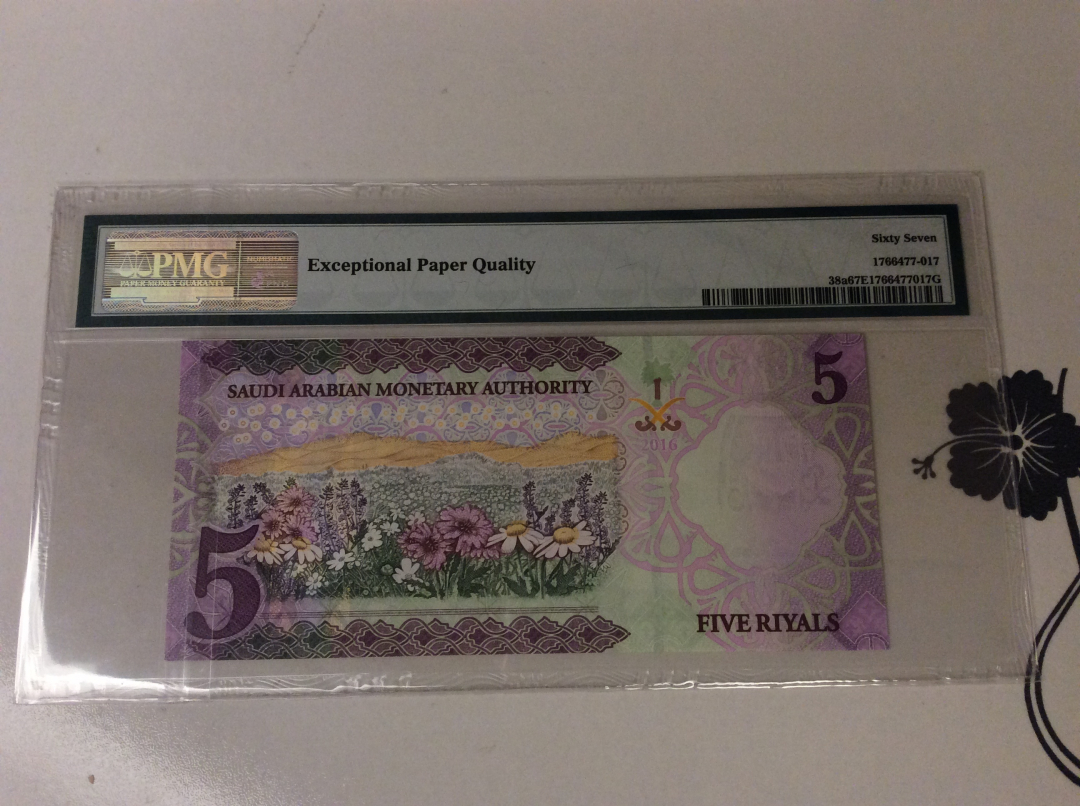 PMG
PAPER MONEY GUARANTY
NUMISMATIC
Exceptional Paper Quality
Sixty Seven
1766477-017
38a67E1766477017G
SAUDI ARABIAN MONETARY AUTHORITY
5
2016
5
FIVE RIYALS